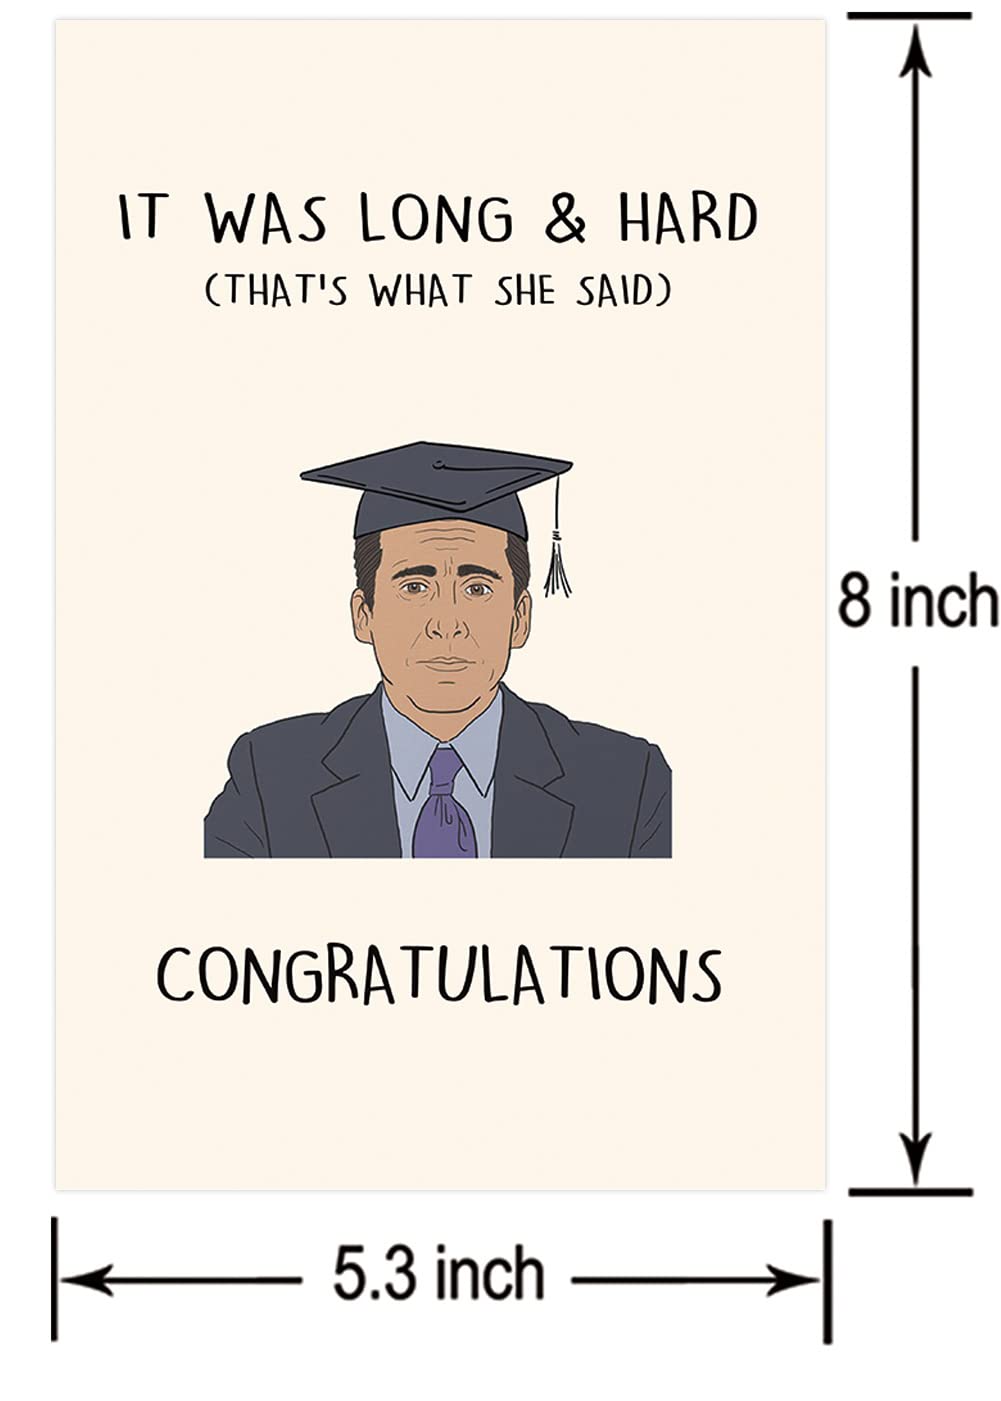 IT WAS LONG & HARD
(THAT'S WHAT SHE SAID)
8 inch
CONGRATULATIONS
5.3 inch